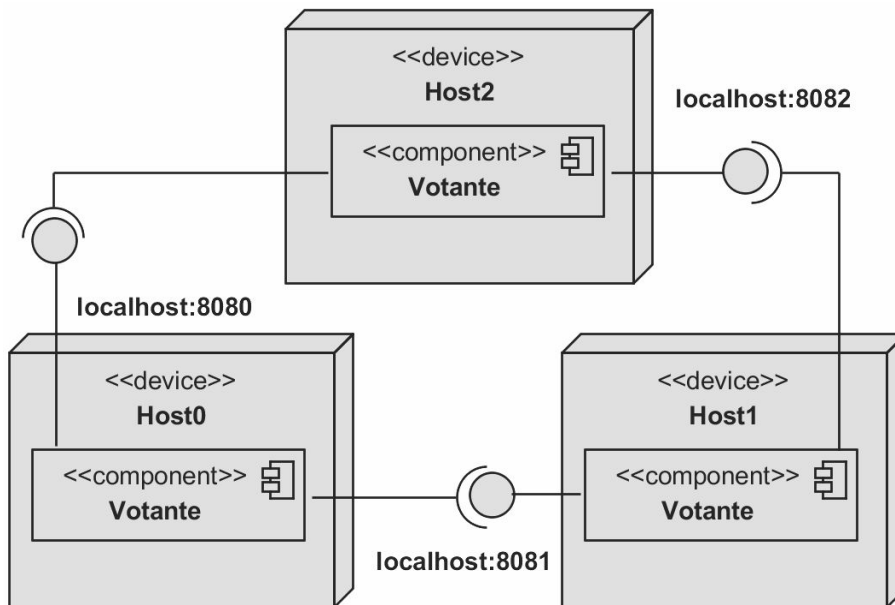 <<device>>
Host2
localhost:8082
<<component>>
Votante
localhost:8080
<<device>>
Host0
<<device>>
Host1
<<component>>
Votante
<<component>>
Votante
localhost:8081